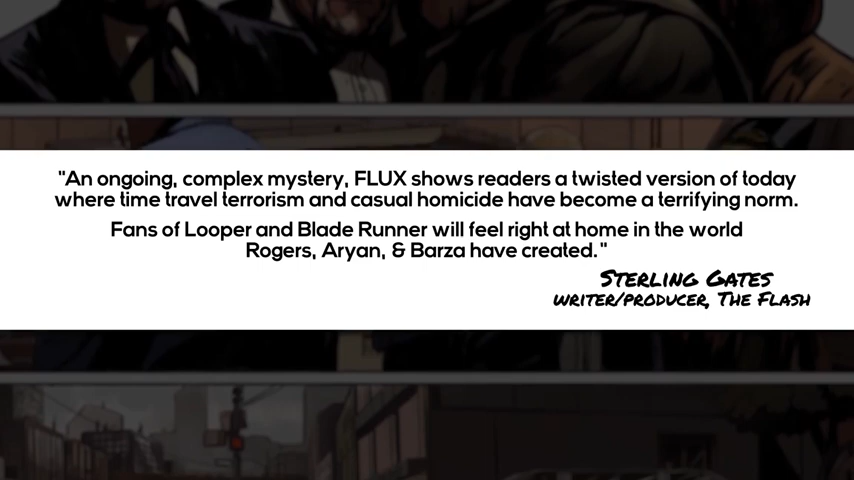 "An ongoing, complex mystery, FLUX shows readers a twisted version of today
where time travel terrorism and casual homicide have become a terrifying norm.
Fans of Looper and Blade Runner will feel right at home in the world
Rogers, Aryan, & Barza have created."
Sterling Gates
writer/producer, The Flash